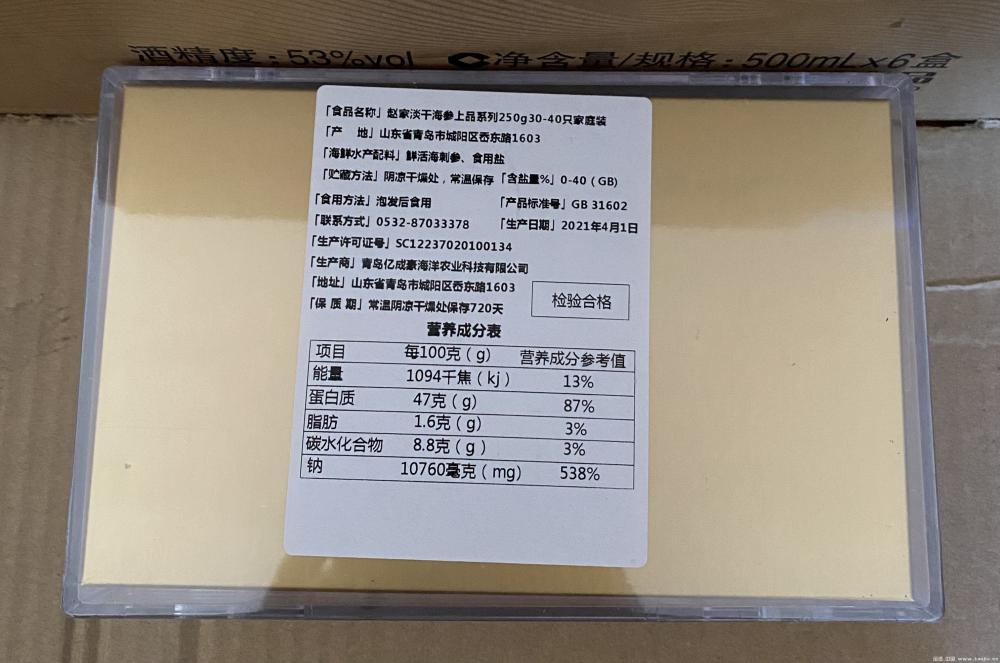 酒精度：53%vol 净含量/规格：500mL×6盒
「食品名称」赵家淡干海参上品系列250g30-40只家庭装
「产 地」山东省青岛市城阳区岙东路1603
「海鲜水产配料」鲜活海刺参、食用盐
「贮藏方法」阴凉干燥处，常温保存「含盐量%」0-40（GB）
「食用方法」泡发后食用 「产品标准号」GB 31602
「联系方式」0532-87033378 「生产日期」2021年4月1日
「生产许可证号」SC12237020100134
「生产商」青岛亿成豪海洋农业科技有限公司
「地址」山东省青岛市城阳区岙东路1603
检验合格
「保 质 期」常温阴凉干燥处保存720天
营养成分表
项目 每100克（g） 营养成分参考值
能量 1094千焦（kj） 13%
蛋白质 47克（g） 87%
脂肪 1.6克（g） 3%
碳水化合物 8.8克（g） 3%
钠 10760毫克（mg） 538%